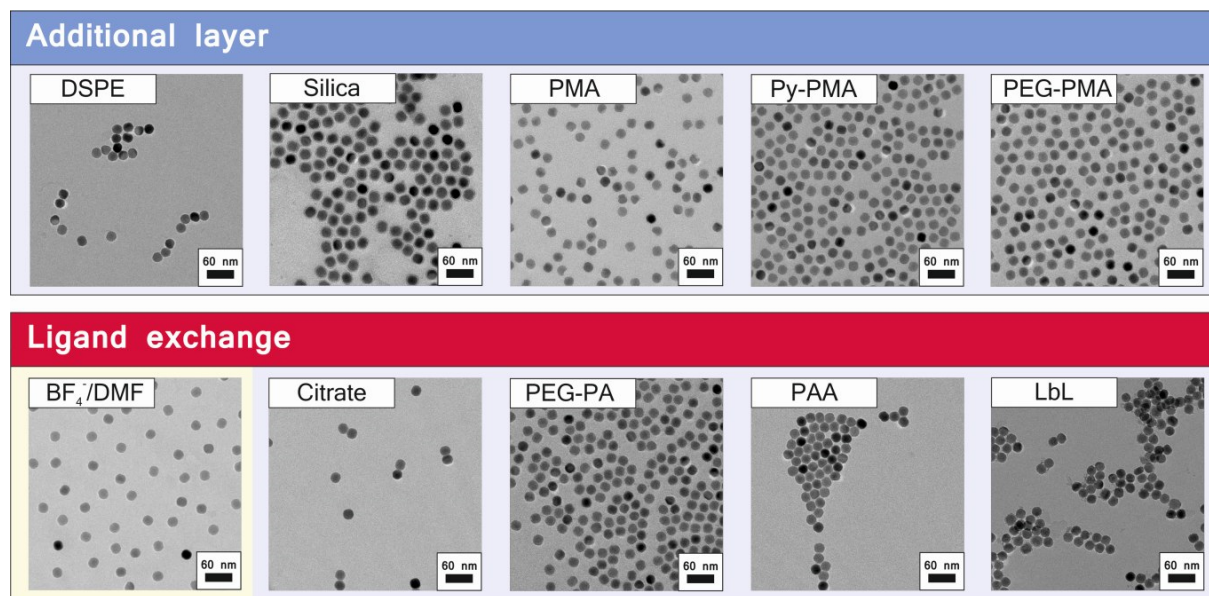 Additional layer
DSPE
Silica
PMA
Py-PMA
PEG-PMA
60 nm
60 nm
60 nm
60 nm
60 nm
Ligand exchange
BF₄⁻/DMF
Citrate
PEG-PA
PAA
LbL
60 nm
60 nm
60 nm
60 nm
60 nm